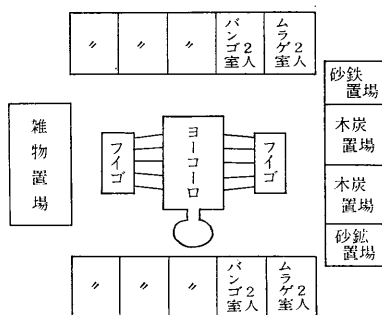 〃 〃 〃 バンゴ室2人 ムラゲ室2人
砂鉄置場
木炭置場
木炭置場
砂鉱置場
雑物置場
フイゴ
ヨーコーロ
フイゴ
〃 〃 〃 バンゴ室2人 ムラゲ室2人